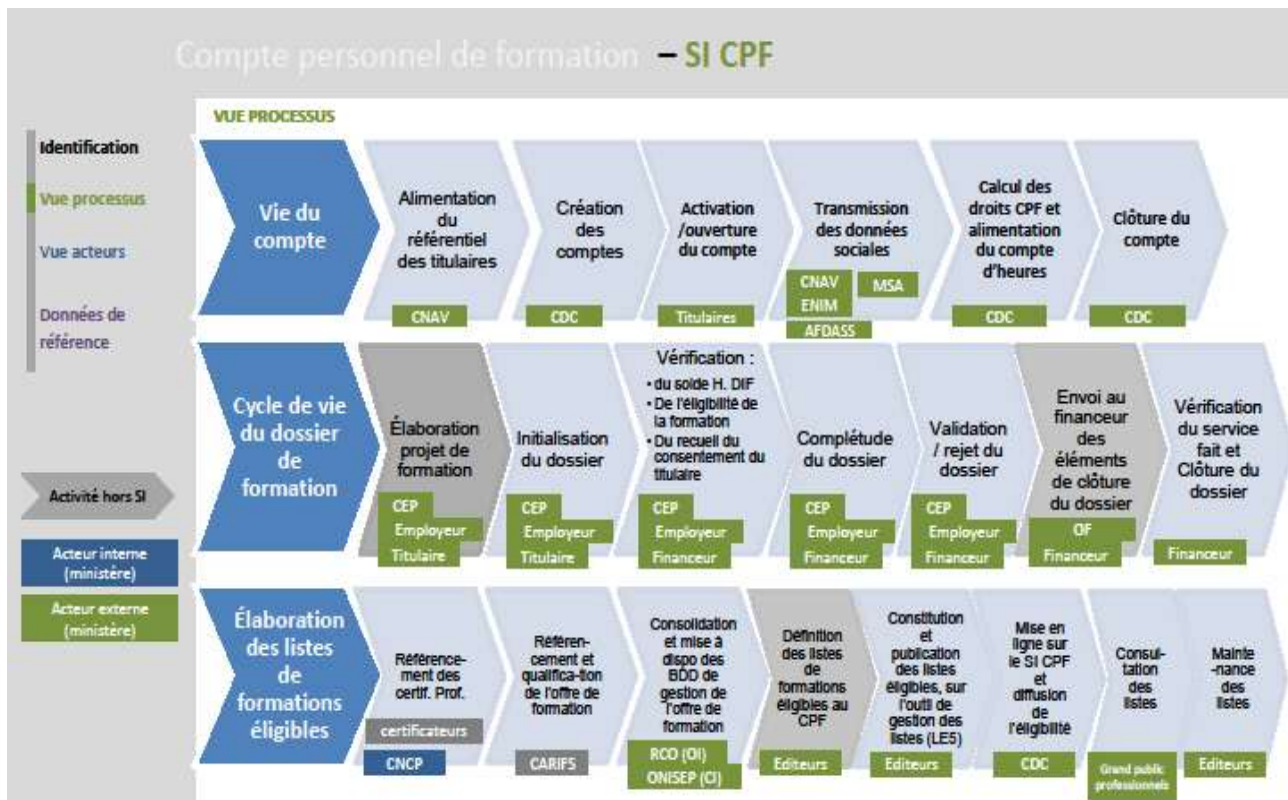 Compte personnel de formation – SI CPF
VUE PROCESSUS
Identification
Vue processus
Vue acteurs
Données de
référence
Activité hors SI
Acteur interne
(ministère)
Acteur externe
(ministère)
Vie du
compte
Alimentation
du
référentiel
des titulaires
CNAV
Création
des
comptes
CDC
Activation
/ouverture
du compte
Titulaires
Transmission
des données
sociales
CNAV
ENIM
MSA
AFDASS
Calcul des
droits CPF et
alimentation
du compte
d'heures
CDC
Clôture du
compte
CDC
Cycle de vie
du dossier
de
formation
Élaboration
projet de
formation
CEP
Employeur
Titulaire
Initialisation
du dossier
CEP
Employeur
Titulaire
Vérification :
• du solde H. DIF
• De l'éligibilité de
la formation
• Du recueil du
consentement du
titulaire
CEP
Employeur
Financeur
Complétude
du dossier
CEP
Employeur
Financeur
Validation
/ rejet du
dossier
CEP
Employeur
Financeur
Envoi au
financeur
des
éléments
de clôture
du dossier
OF
Financeur
Vérification
du service
fait et
Clôture du
dossier
Financeur
Élaboration
des listes
de
formations
éligibles
Référence-
ment des
certif. Prof.
certificateurs
CNCP
Référen-
cement et
qualifica-tion
de l'offre de
formation
CARIFS
Consolidation
et mise à
dispo des
BDD de
gestion de
l'offre de
formation
RCO (OI)
ONISEP (CI)
Définition
des listes
de
formations
éligibles au
CPF
Editeurs
Constitution
et
publication
des listes
éligibles, sur
l'outil de
gestion des
listes (LE5)
Editeurs
Mise en
ligne sur
le SI CPF
et
diffusion
de
l'éligibilité
CDC
Consul-
tation
des
listes
Grand public
professionnels
Mainte
-nance
des
listes
Editeurs